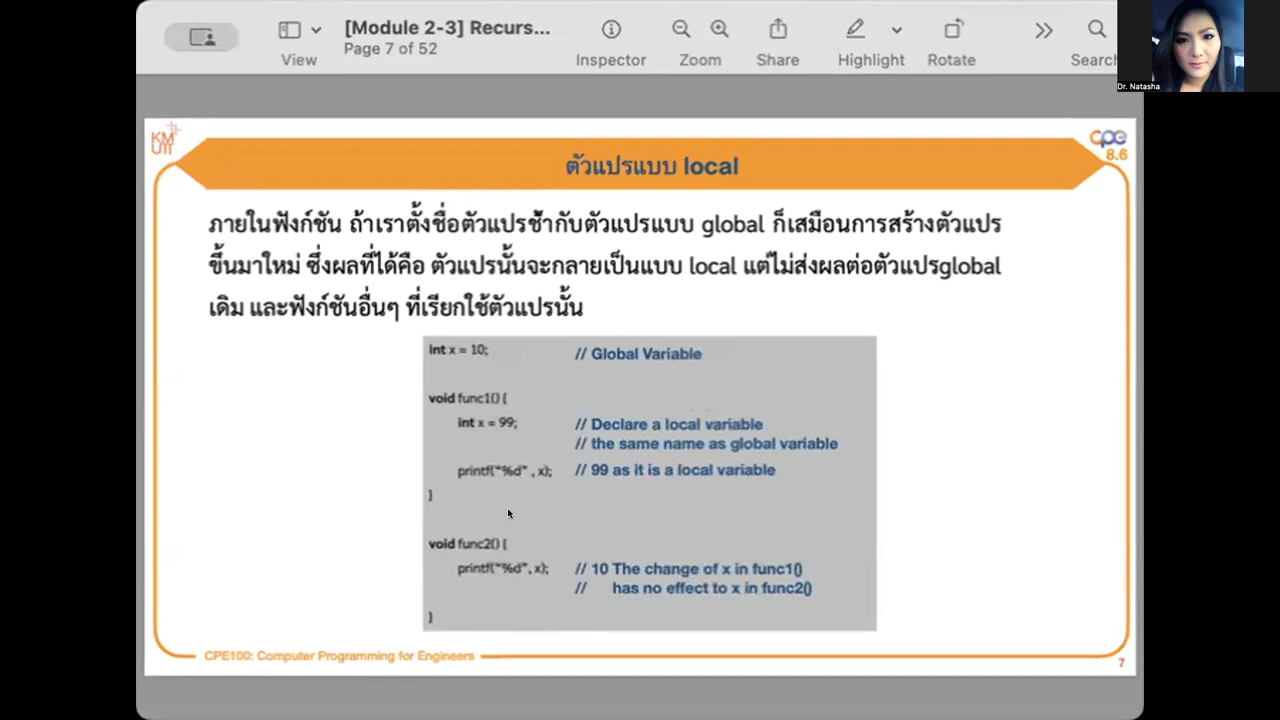 [Module 2-3] Recurs...
Page 7 of 52
View
Inspector
Zoom
Share
Highlight
Rotate
Search
Dr. Natasha
KM
UTT
cpe
8.6
ตัวแปรแบบ local
ภายในฟังก์ชัน ถ้าเราตั้งชื่อตัวแปรซ้ำกับตัวแปรแบบ global ก็เสมือนการสร้างตัวแปร
ขึ้นมาใหม่ ซึ่งผลที่ได้คือ ตัวแปรนั้นจะกลายเป็นแบบ local แต่ไม่ส่งผลต่อตัวแปรglobal
เดิม และฟังก์ชันอื่นๆ ที่เรียกใช้ตัวแปรนั้น
int x = 10; // Global Variable
void func1() {
int x = 99; // Declare a local variable
// the same name as global variable
printf("%d" , x); // 99 as it is a local variable
}
void func2() {
printf("%d", x); // 10 The change of x in func1()
// has no effect to x in func2()
}
CPE100: Computer Programming for Engineers
7